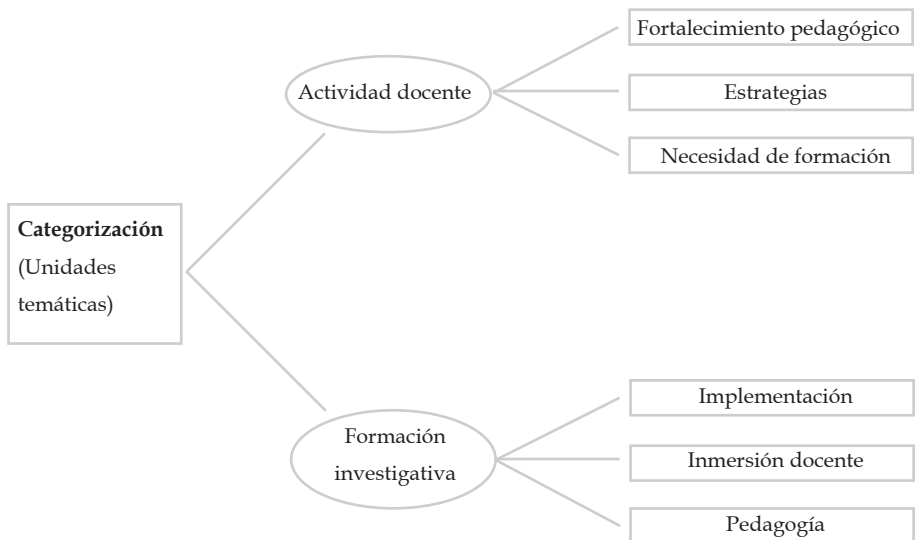 Categorización
(Unidades
temáticas)
Actividad docente
Fortalecimiento pedagógico
Estrategias
Necesidad de formación
Formación
investigativa
Implementación
Inmersión docente
Pedagogía